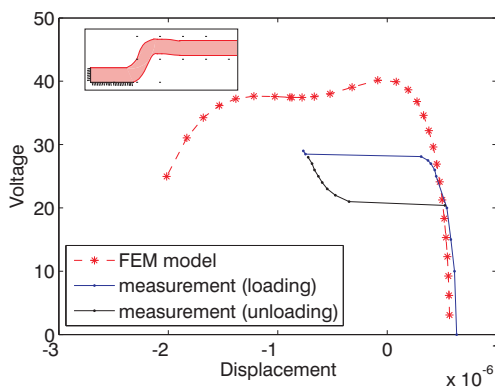 50
40
30
20
10
0
Voltage
FEM model
measurement (loading)
measurement (unloading)
-3 -2 -1 0 1
Displacement
x 10⁻⁶